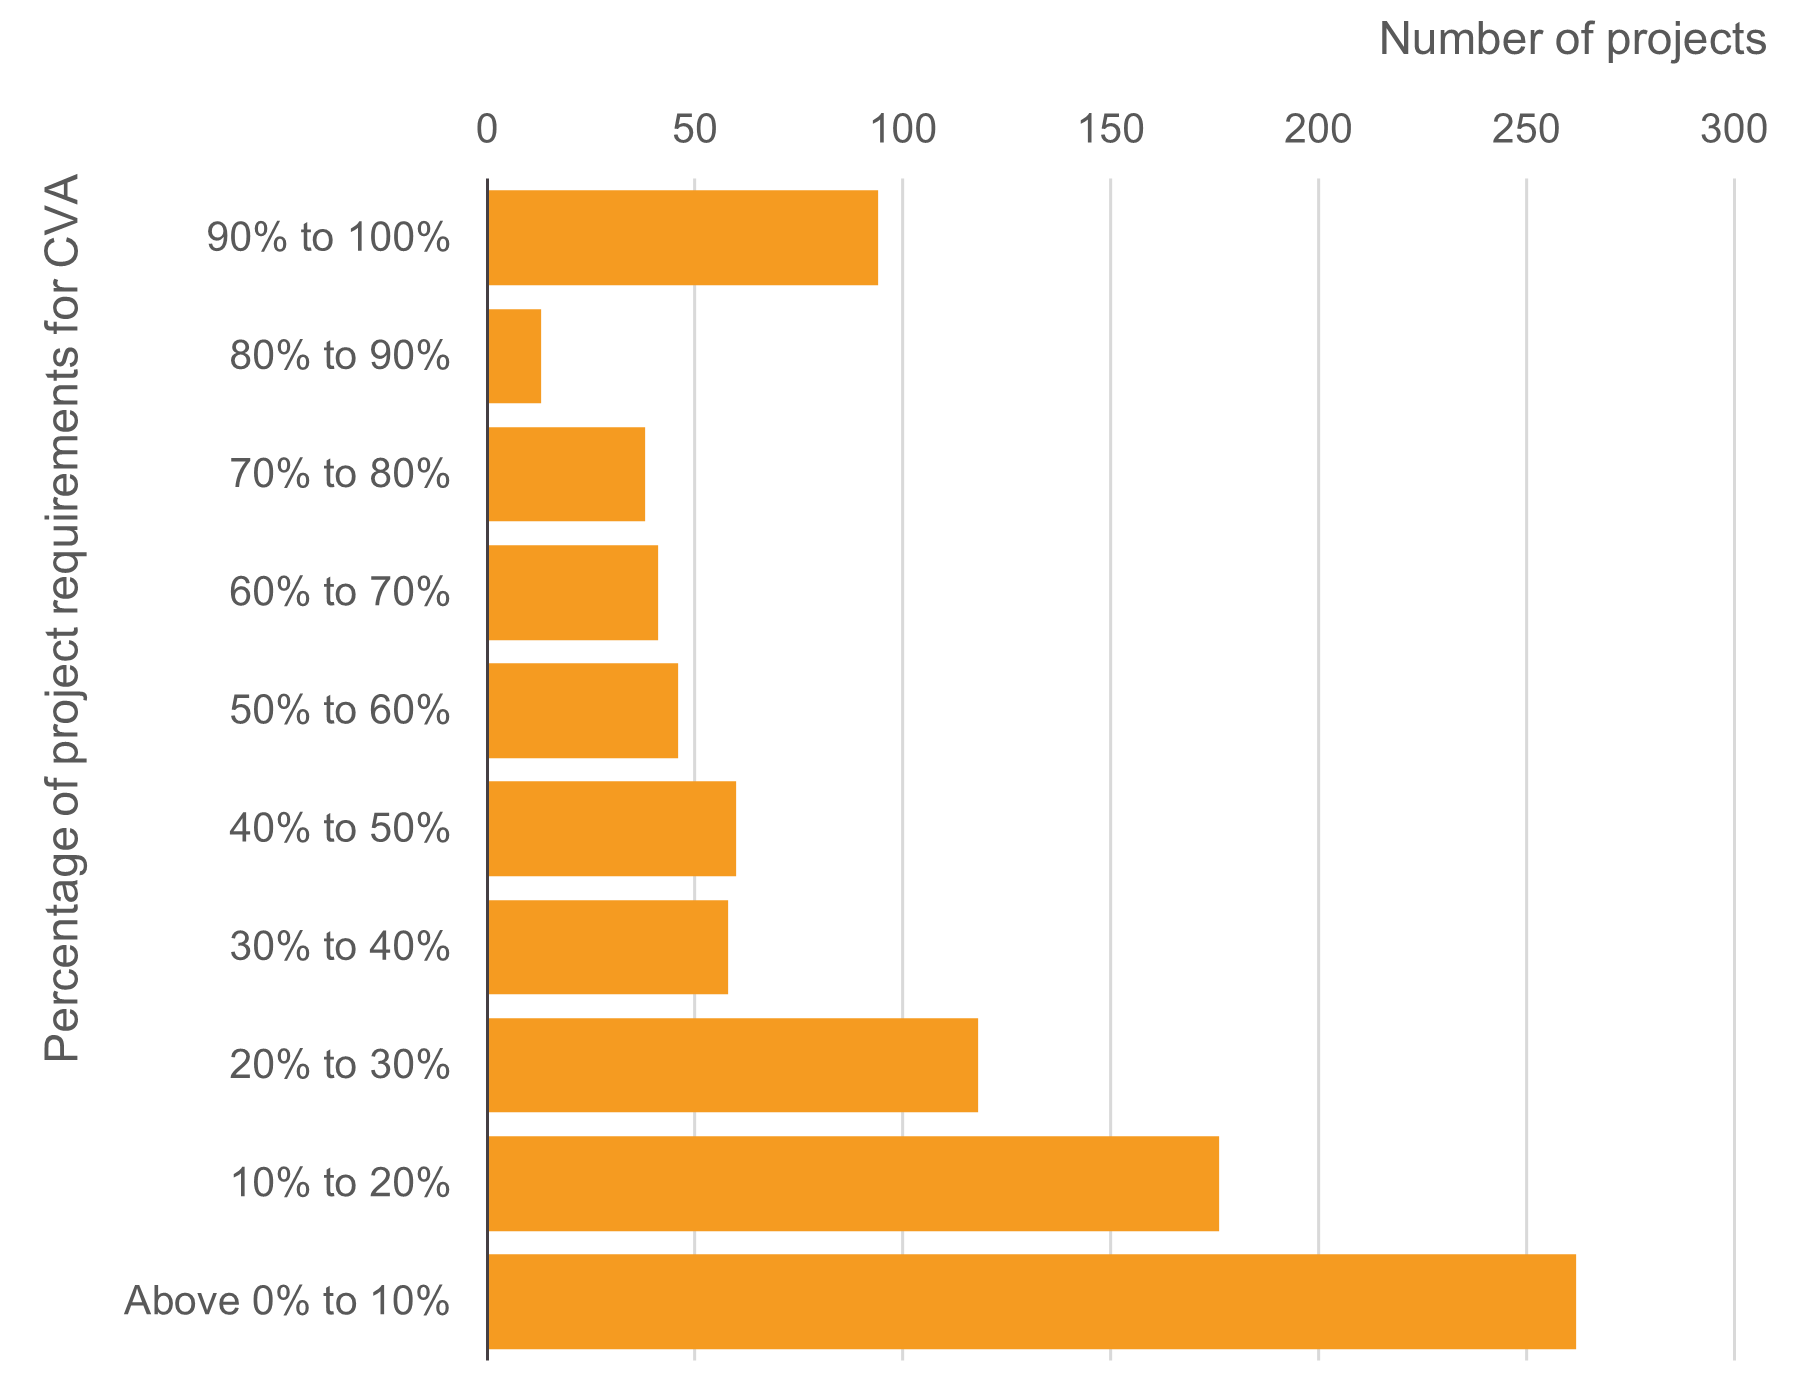 Number of projects
0 50 100 150 200 250 300
Percentage of project requirements for CVA
90% to 100%
80% to 90%
70% to 80%
60% to 70%
50% to 60%
40% to 50%
30% to 40%
20% to 30%
10% to 20%
Above 0% to 10%